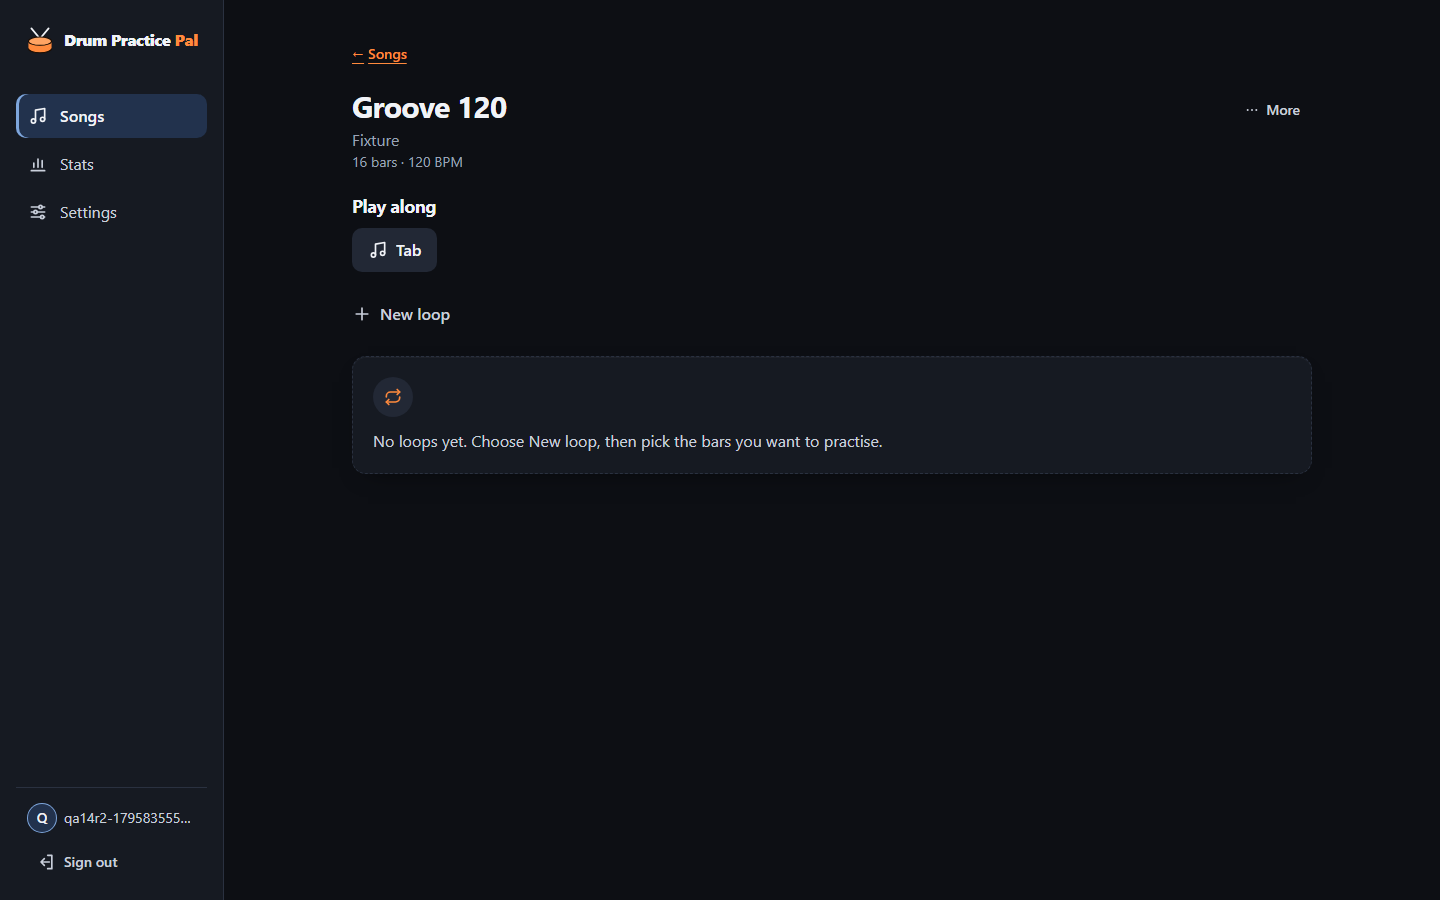 Drum Practice Pal
Songs
Stats
Settings
← Songs
Groove 120
··· More
Fixture
16 bars · 120 BPM
Play along
Tab
+ New loop
No loops yet. Choose New loop, then pick the bars you want to practise.
Q qa14r2-179583555...
Sign out